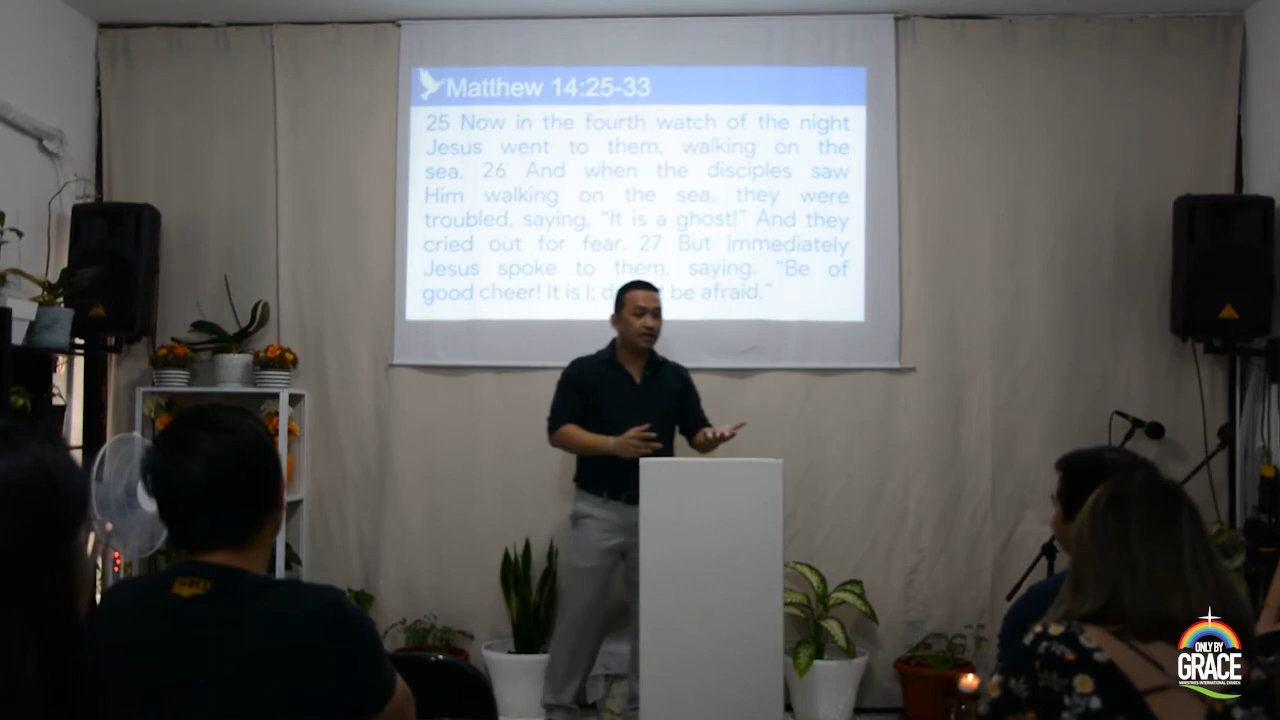 Matthew 14:25-33
25 Now in the fourth watch of the night
Jesus went to them, walking on the
sea. 26 And when the disciples saw
Him walking on the sea, they were
troubled, saying, "It is a ghost!" And they
cried out for fear. 27 But immediately
Jesus spoke to them, saying, "Be of
good cheer! It is I; be afraid."
ONLY BY
GRACE
MINISTRIES INTERNATIONAL CHURCH